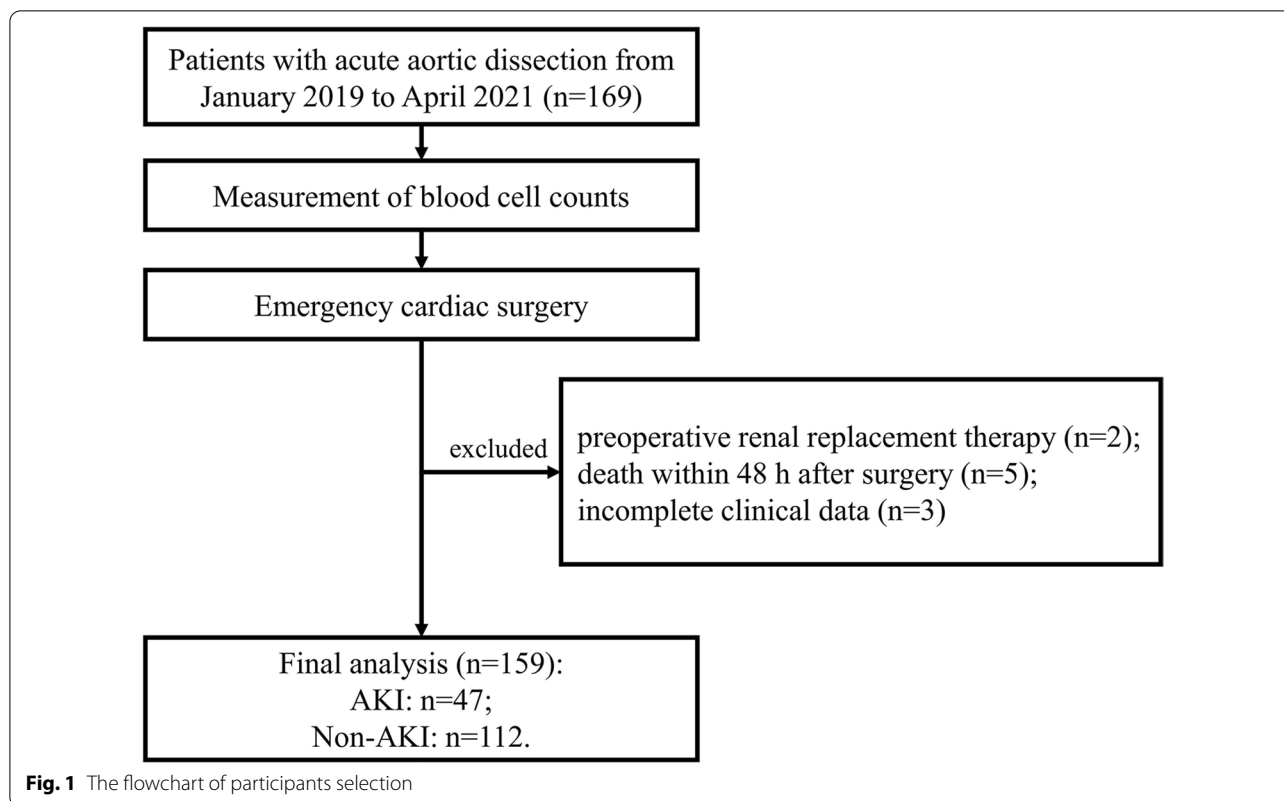 Patients with acute aortic dissection from
January 2019 to April 2021 (n=169)
Measurement of blood cell counts
Emergency cardiac surgery
excluded
preoperative renal replacement therapy (n=2);
death within 48 h after surgery (n=5);
incomplete clinical data (n=3)
Final analysis (n=159):
AKI: n=47;
Non-AKI: n=112.
Fig. 1 The flowchart of participants selection